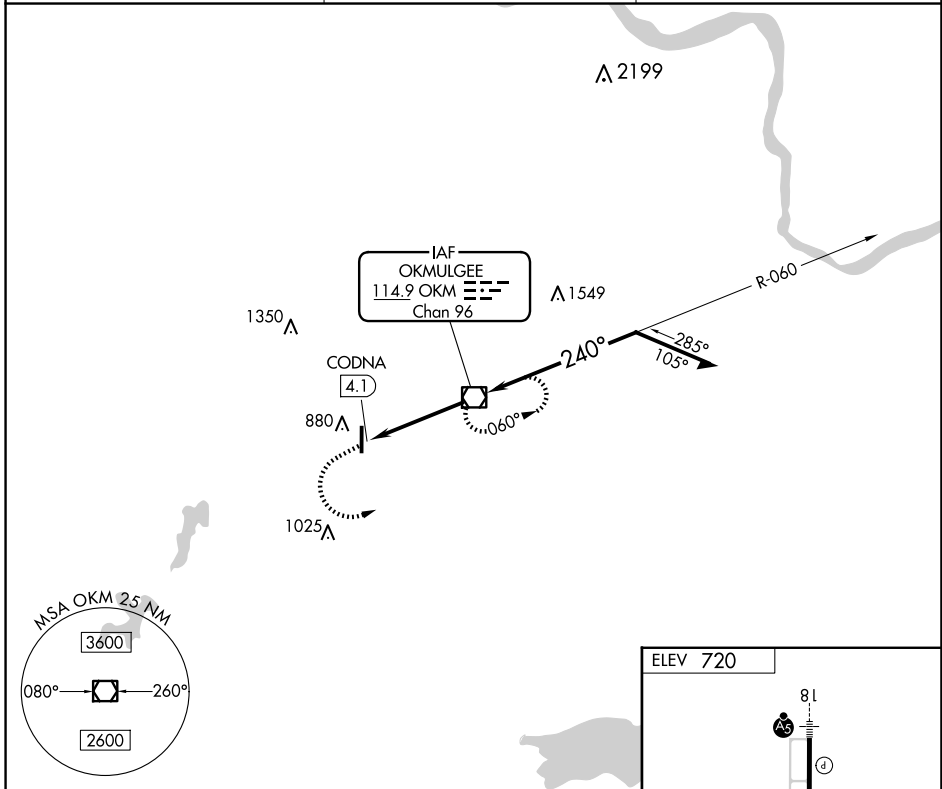 2199
IAF
OKMULGEE
114.9 OKM
Chan 96
1549
R-060
1350
285°
105°
240°
CODNA
4.1
880
060°
1025
MSA OKM 25 NM
3600
080°
260°
2600
ELEV 720
18
A5
P